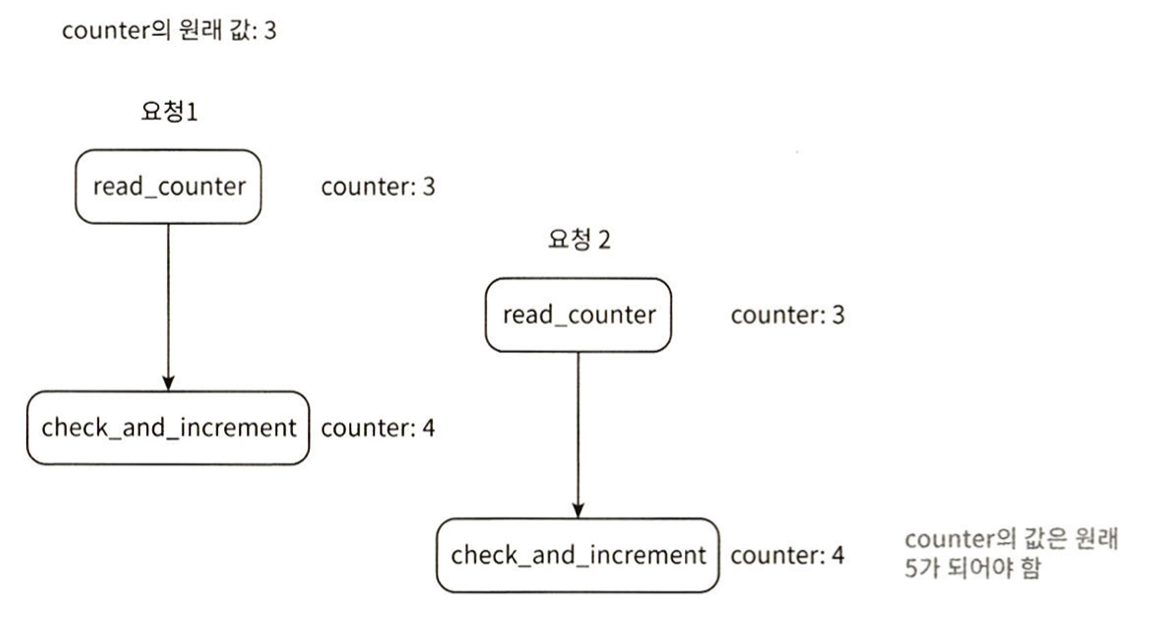 counter의 원래 값: 3
요청1
read_counter
counter: 3
요청 2
read_counter
counter: 3
check_and_increment
counter: 4
check_and_increment
counter: 4
counter의 값은 원래
5가 되어야 함